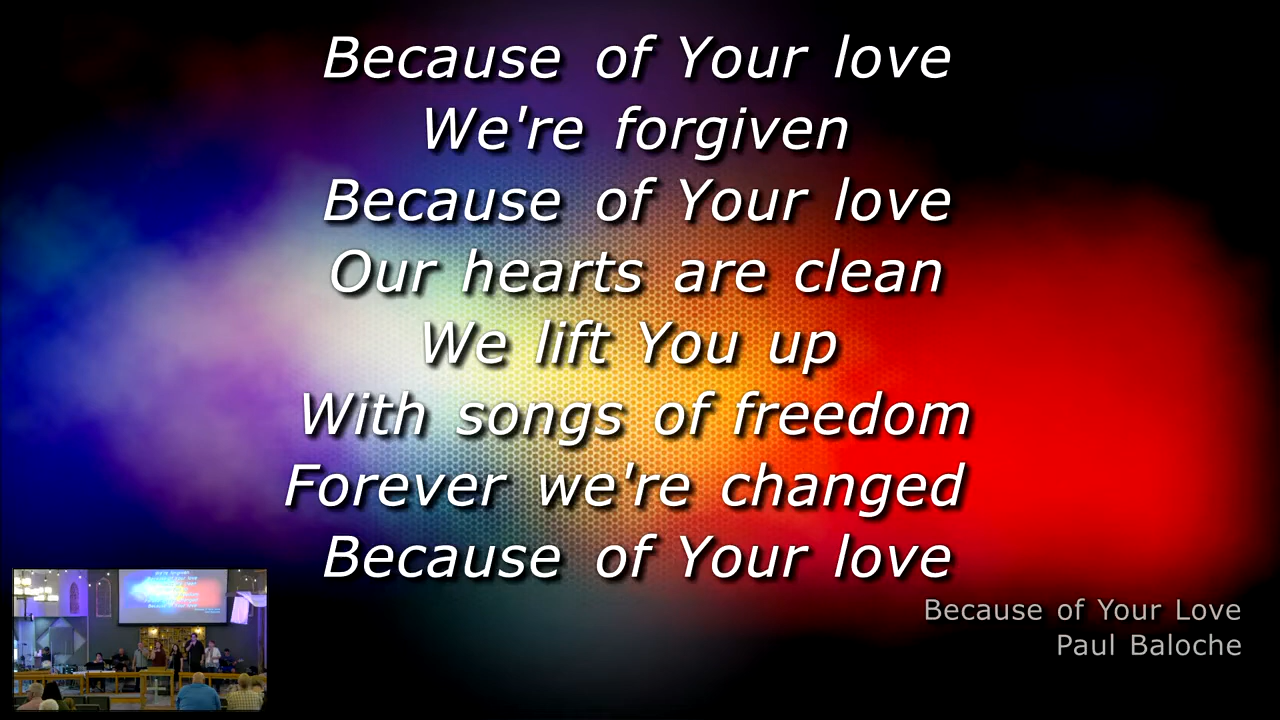 Because of Your love
We're forgiven
Because of Your love
Our hearts are clean
We lift You up
With songs of freedom
Forever we're changed
Because of Your love
Because of Your Love
Paul Baloche